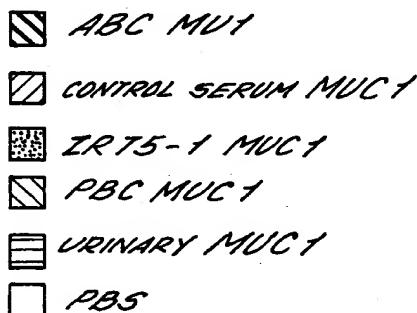 ABC MU1
CONTROL SERUM MUC1
ZR75-1 MUC1
PBC MUC1
URINARY MUC1
PBS